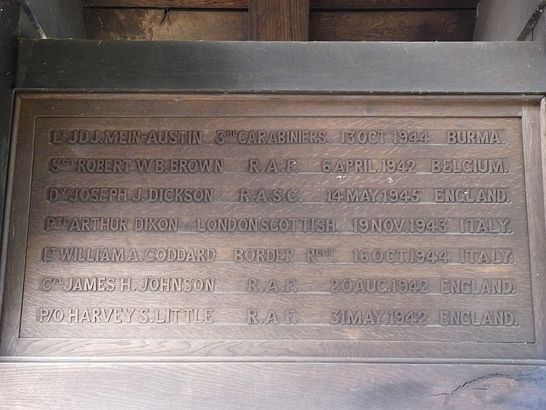 LT J.D.J. MEIN-AUSTIN 3RD CARABINIERS. 13 OCT 1944 BURMA.
SGT ROBERT W.B. BROWN R.A.F. 6 APRIL. 1942 BELGIUM.
DVR JOSEPH. J. DICKSON R.A.S.C. 14 MAY. 1945 ENGLAND.
PTE ARTHUR DIXON LONDON SCOTTISH. 19 NOV. 1943 ITALY.
LT WILLIAM A. GODDARD BORDER REGT 16 OCT. 1944 ITALY.
CPL JAMES H. JOHNSON R.A.F. 20 AUG. 1942 ENGLAND.
P/O HARVEY S. LITTLE R.A.F. 31 MAY. 1942 ENGLAND.